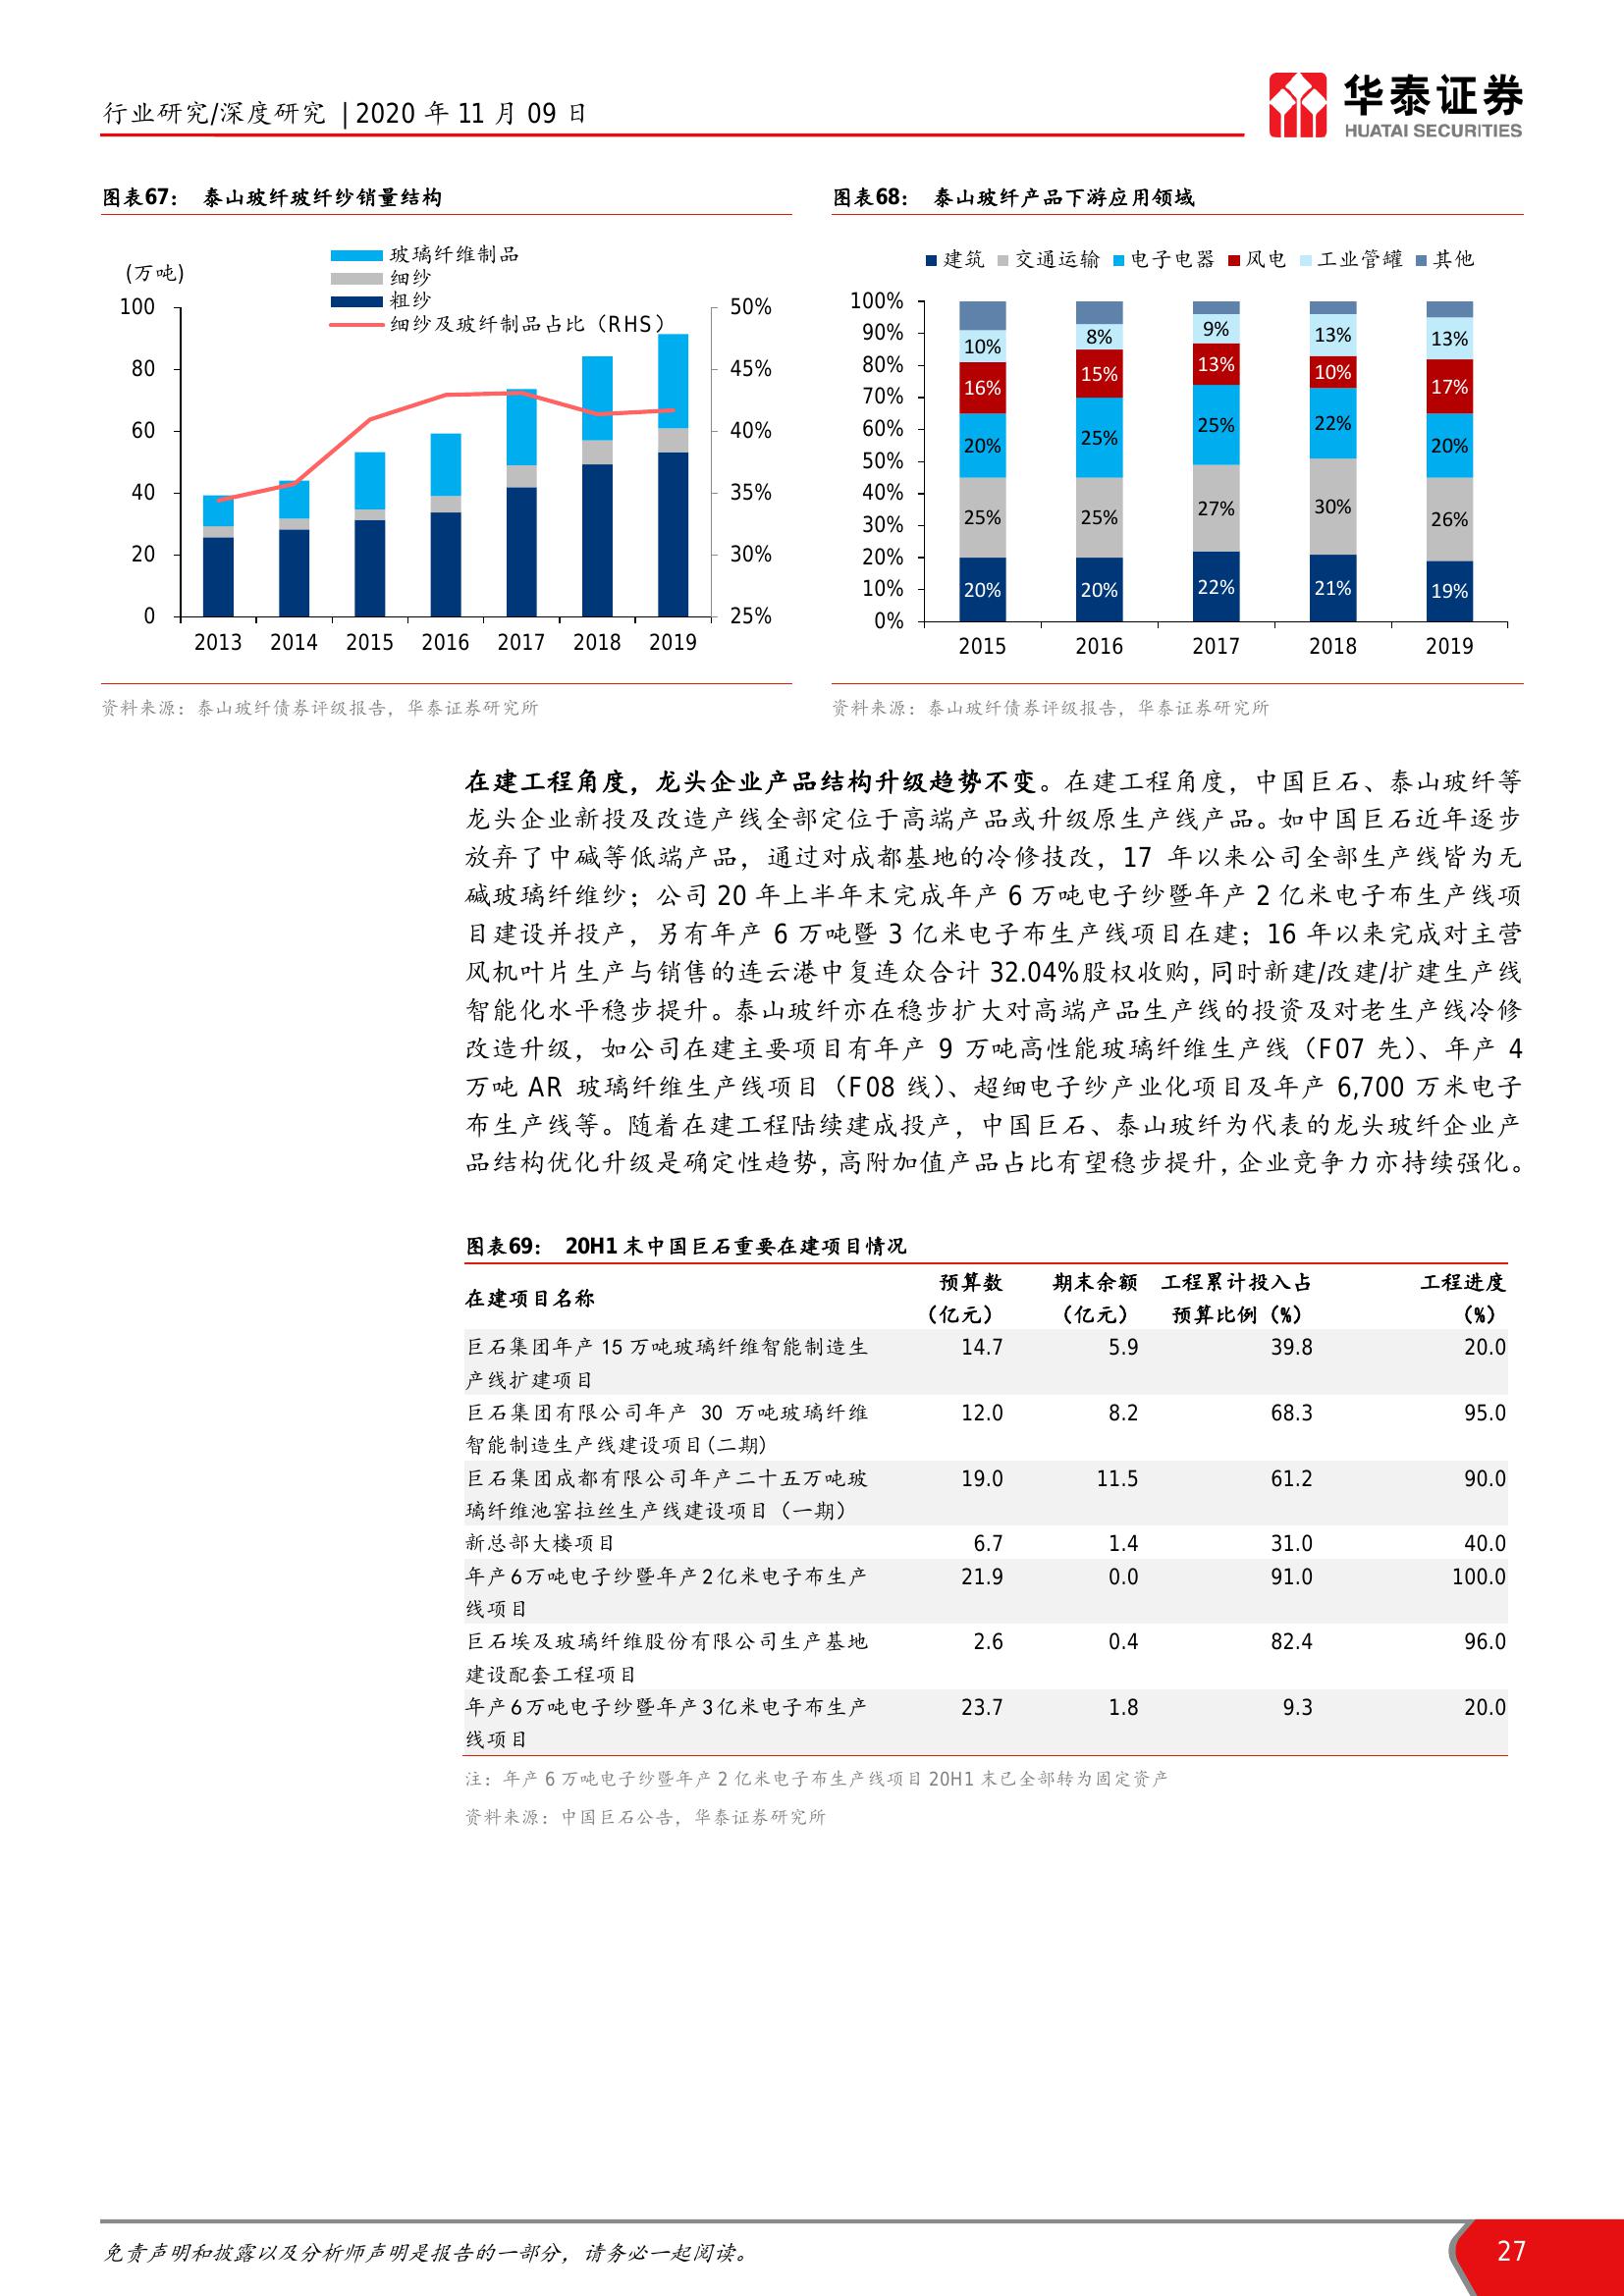 行业研究/深度研究 | 2020 年 11 月 09 日
华泰证券
HUATAI SECURITIES
图表67： 泰山玻纤玻纤纱销量结构
(万吨)
玻璃纤维制品
细纱
粗纱
细纱及玻纤制品占比（RHS）
100
80
60
40
20
0
50%
45%
40%
35%
30%
25%
2013 2014 2015 2016 2017 2018 2019
资料来源：泰山玻纤债券评级报告，华泰证券研究所
图表68： 泰山玻纤产品下游应用领域
建筑 交通运输 电子电器 风电 工业管罐 其他
100%
90%
80%
70%
60%
50%
40%
30%
20%
10%
0%
10% 8% 9% 13% 13%
16% 15% 13% 10% 17%
20% 25% 25% 22% 20%
25% 25% 27% 30% 26%
20% 20% 22% 21% 19%
2015 2016 2017 2018 2019
资料来源：泰山玻纤债券评级报告，华泰证券研究所
在建工程角度，龙头企业产品结构升级趋势不变。在建工程角度，中国巨石、泰山玻纤等
龙头企业新投及改造产线全部定位于高端产品或升级原生产线产品。如中国巨石近年逐步
放弃了中碱等低端产品，通过对成都基地的冷修技改，17 年以来公司全部生产线皆为无
碱玻璃纤维纱；公司 20 年上半年末完成年产 6 万吨电子纱暨年产 2 亿米电子布生产线项
目建设并投产，另有年产 6 万吨暨 3 亿米电子布生产线项目在建；16 年以来完成对主营
风机叶片生产与销售的连云港中复连众合计 32.04%股权收购，同时新建/改建/扩建生产线
智能化水平稳步提升。泰山玻纤亦在稳步扩大对高端产品生产线的投资及对老生产线冷修
改造升级，如公司在建主要项目有年产 9 万吨高性能玻璃纤维生产线（F07 先）、年产 4
万吨 AR 玻璃纤维生产线项目（F08 线）、超细电子纱产业化项目及年产 6,700 万米电子
布生产线等。随着在建工程陆续建成投产，中国巨石、泰山玻纤为代表的龙头玻纤企业产
品结构优化升级是确定性趋势，高附加值产品占比有望稳步提升，企业竞争力亦持续强化。
图表69： 20H1 末中国巨石重要在建项目情况
在建项目名称 预算数（亿元） 期末余额（亿元） 工程累计投入占预算比例（%） 工程进度（%）
巨石集团年产 15 万吨玻璃纤维智能制造生 14.7 5.9 39.8 20.0
产线扩建项目
巨石集团有限公司年产 30 万吨玻璃纤维 12.0 8.2 68.3 95.0
智能制造生产线建设项目(二期)
巨石集团成都有限公司年产二十五万吨玻 19.0 11.5 61.2 90.0
璃纤维池窑拉丝生产线建设项目（一期）
新总部大楼项目 6.7 1.4 31.0 40.0
年产6万吨电子纱暨年产2亿米电子布生产 21.9 0.0 91.0 100.0
线项目
巨石埃及玻璃纤维股份有限公司生产基地 2.6 0.4 82.4 96.0
建设配套工程项目
年产6万吨电子纱暨年产3亿米电子布生产 23.7 1.8 9.3 20.0
线项目
注：年产 6 万吨电子纱暨年产 2 亿米电子布生产线项目 20H1 末已全部转为固定资产
资料来源：中国巨石公告，华泰证券研究所
免责声明和披露以及分析师声明是报告的一部分，请务必一起阅读。
27